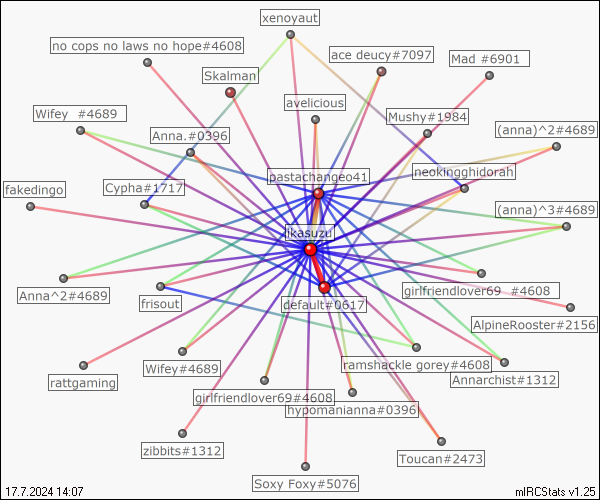 xenoyaut
no cops no laws no hope#4608
ace deucy#7097
Mad #6901
Skalman
avelicious
Wifey_#4689
Mushy#1984
Anna.#0396
(anna)^2#4689
pastachangeo41
neokingghidorah
fakedingo
Cypha#1717
(anna)^3#4689
likasuzu
Anna^2#4689
frisout
default#0617
girlfriendlover69_#4608
AlpineRooster#2156
Wifey#4689
ramshackle gorey#4608
rattgaming
Annarchist#1312
girlfriendlover69#4608
hypomanianna#0396
zibbits#1312
Toucan#2473
Soxy Foxy#5076
17.7.2024 14:07
mIRCStats v1.25